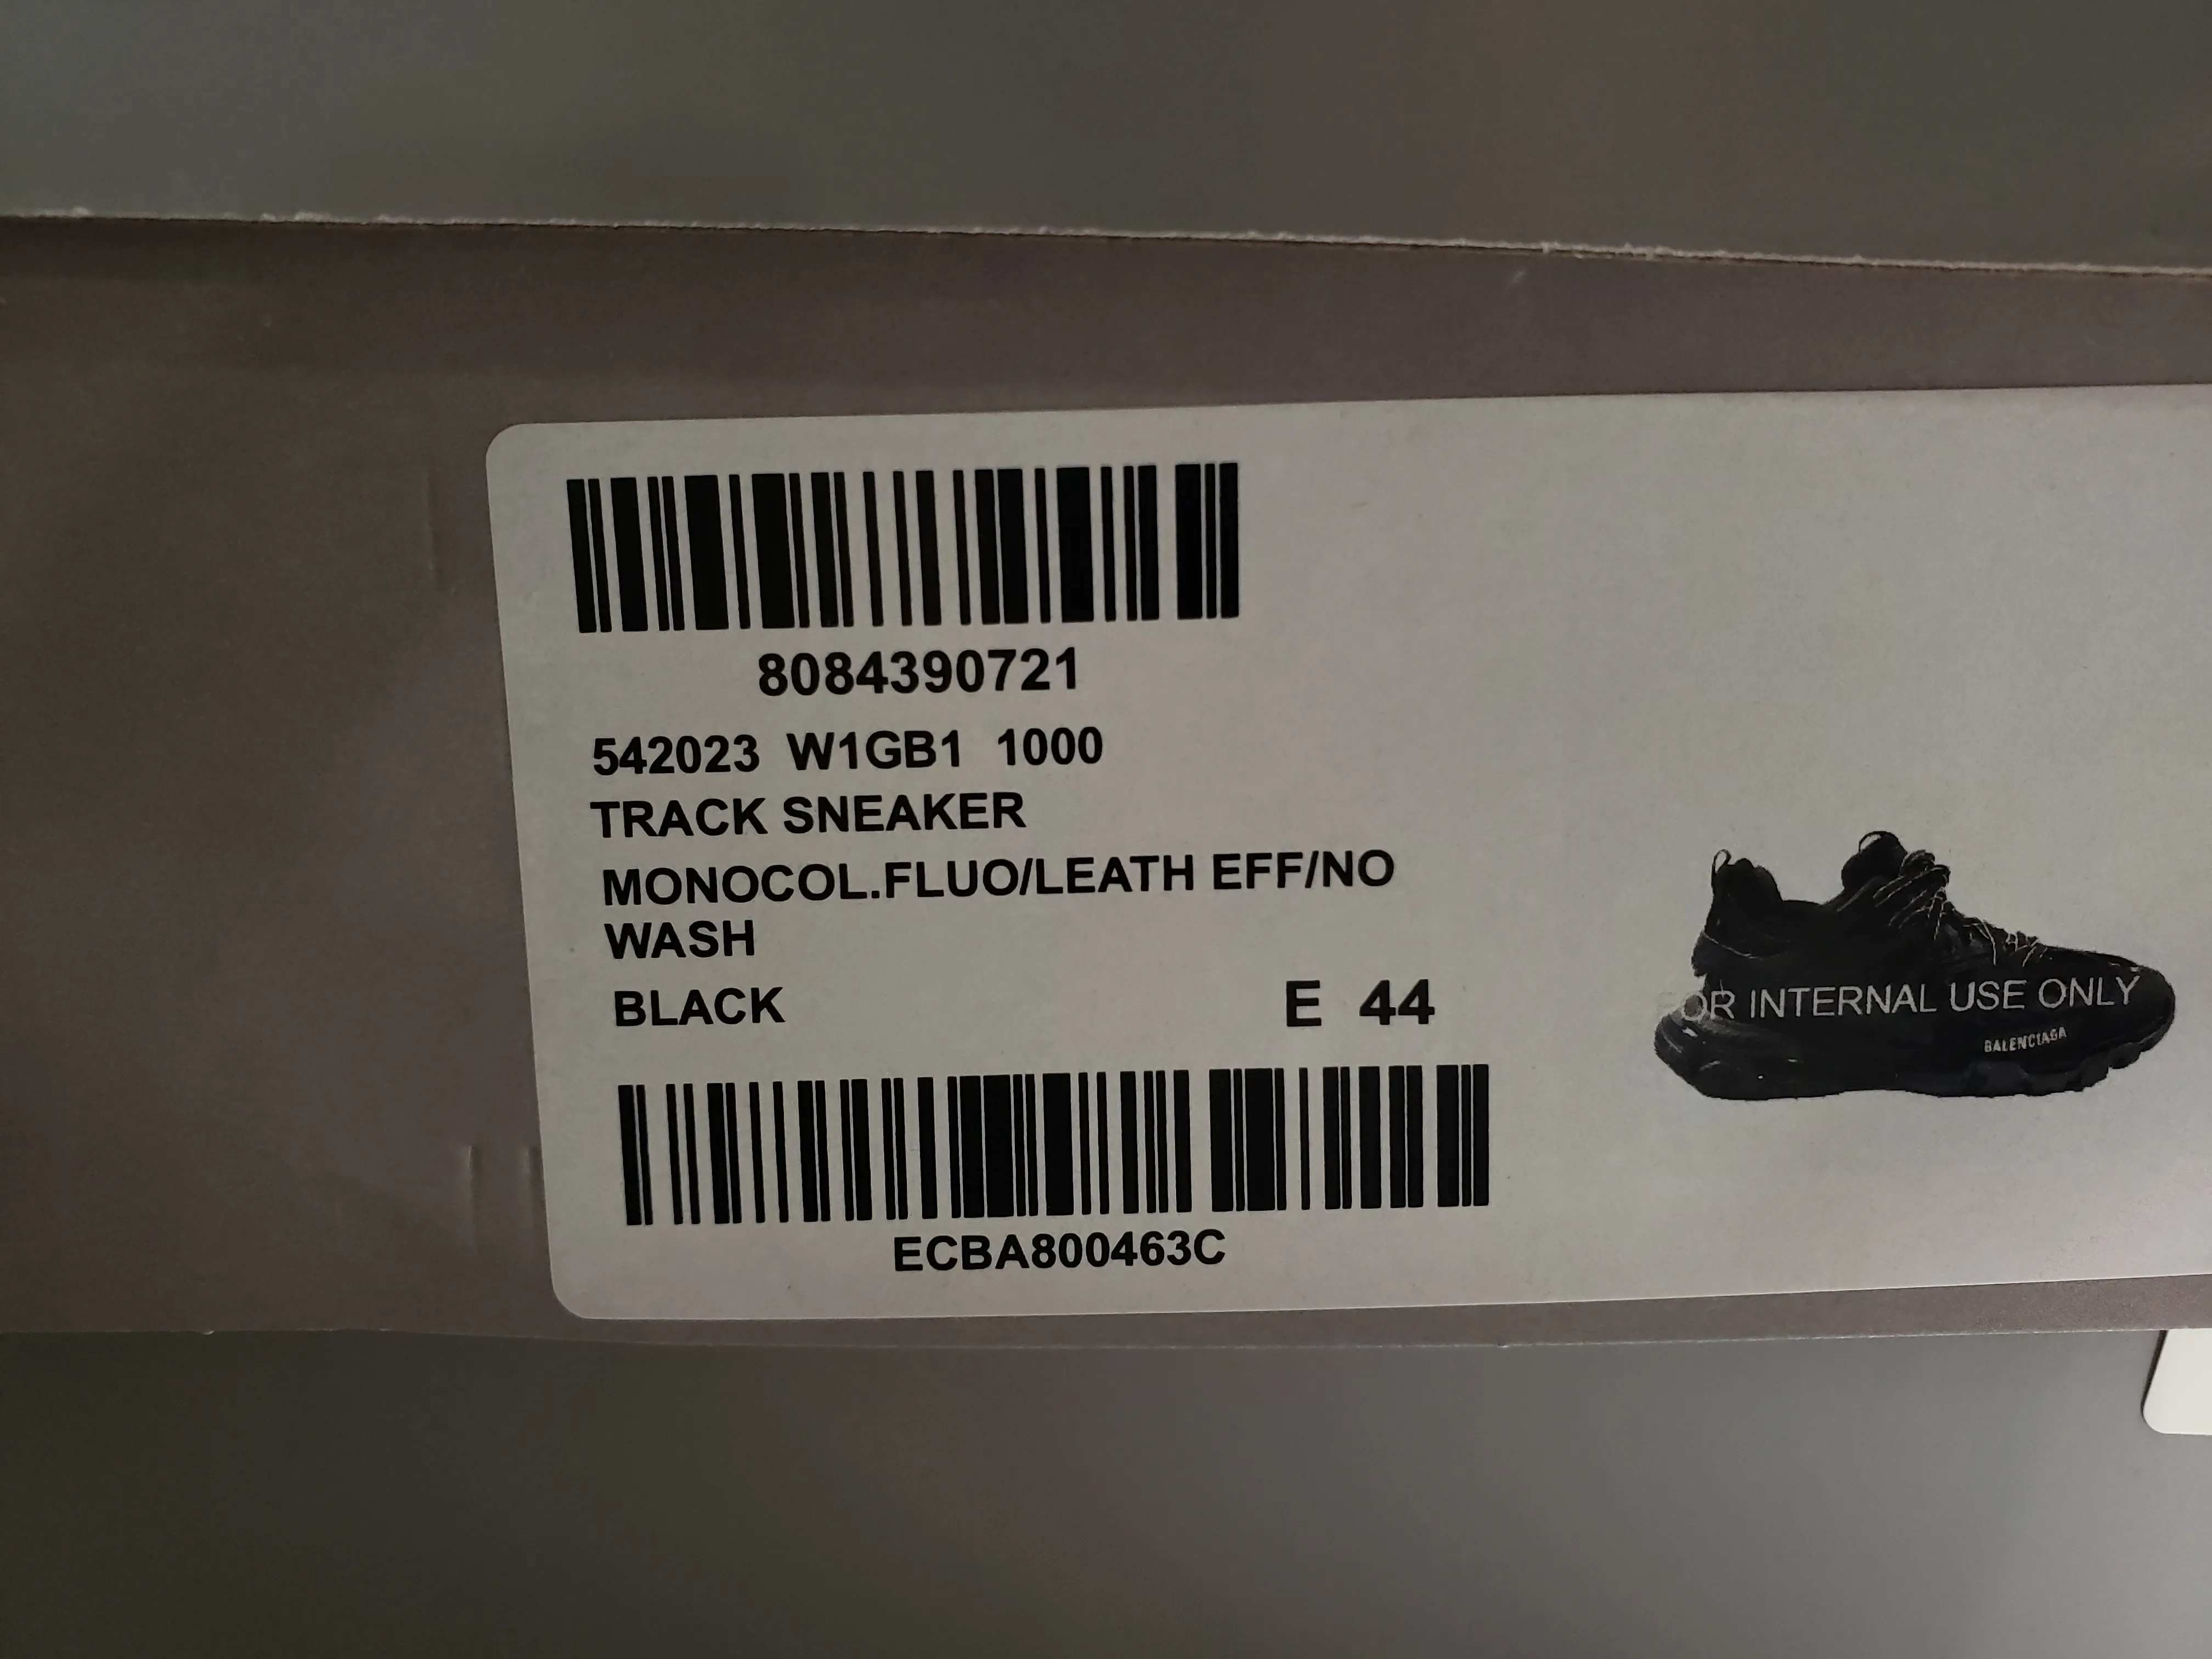 8084390721
542023 W1GB1 1000
TRACK SNEAKER
MONOCOL.FLUO/LEATH EFF/NO
WASH
BLACK E 44
OR INTERNAL USE ONLY
BALENCIAGA
ECBA800463C